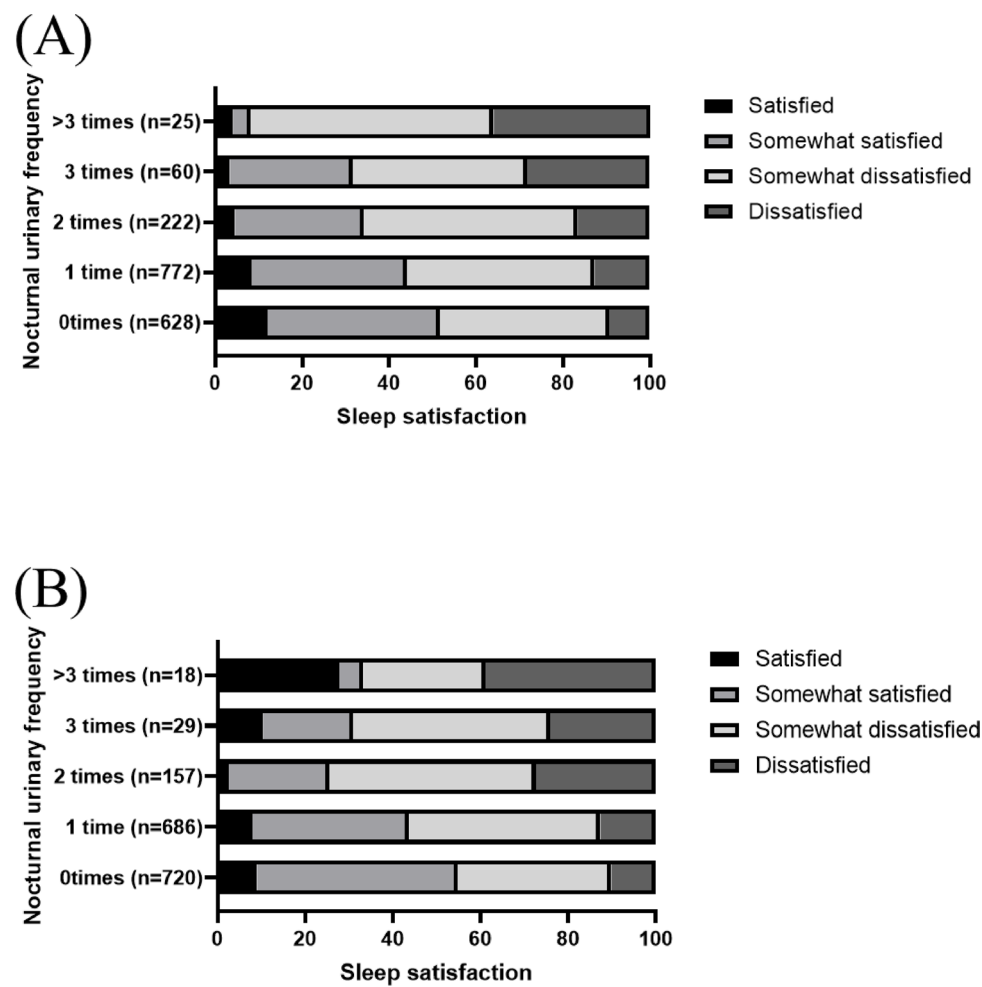 (A)
Nocturnal urinary frequency
>3 times (n=25)
3 times (n=60)
2 times (n=222)
1 time (n=772)
0times (n=628)
0 20 40 60 80 100
Sleep satisfaction
Satisfied
Somewhat satisfied
Somewhat dissatisfied
Dissatisfied
(B)
Nocturnal urinary frequency
>3 times (n=18)
3 times (n=29)
2 times (n=157)
1 time (n=686)
0times (n=720)
0 20 40 60 80 100
Sleep satisfaction
Satisfied
Somewhat satisfied
Somewhat dissatisfied
Dissatisfied